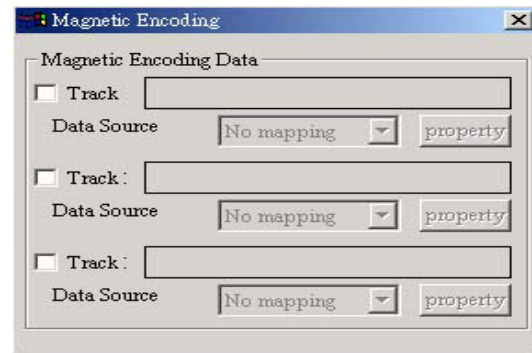 Magnetic Encoding
Magnetic Encoding Data
Track
Data Source No mapping property
Track :
Data Source No mapping property
Track :
Data Source No mapping property